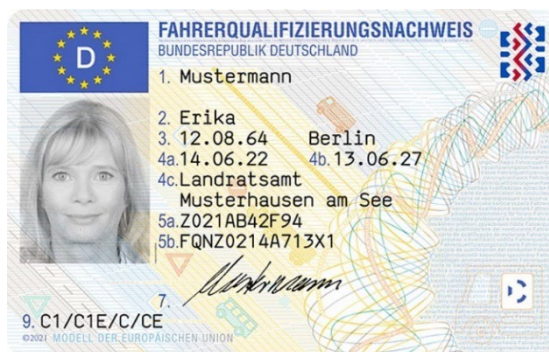 D
FAHRERQUALIFIZIERUNGSNACHWEIS
BUNDESREPUBLIK DEUTSCHLAND
1. Mustermann
2. Erika
3. 12.08.64 Berlin
4a. 14.06.22 4b. 13.06.27
4c. Landratsamt
Musterhausen am See
5a. Z021AB42F94
5b. FQNZ0214A713X1
7. Mustermann
9. C1/C1E/C/CE
©2021 MODELL DER EUROPÄISCHEN UNION